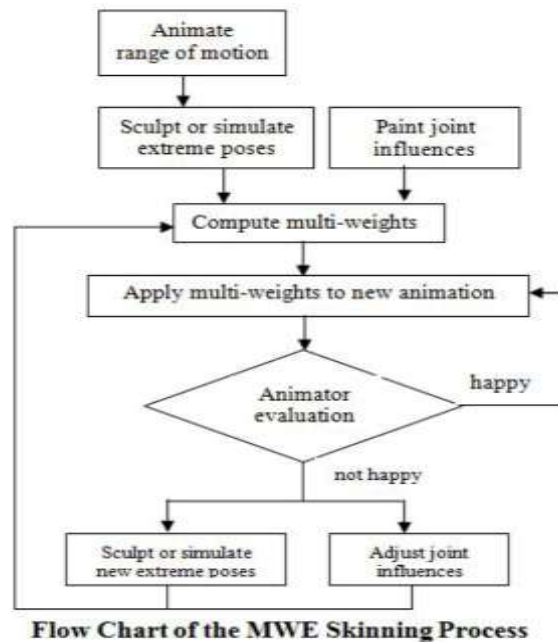 Animate
range of motion
Sculpt or simulate
extreme poses
Paint joint
influences
Compute multi-weights
Apply multi-weights to new animation
Animator
evaluation
happy
not happy
Sculpt or simulate
new extreme poses
Adjust joint
influences
Flow Chart of the MWE Skinning Process